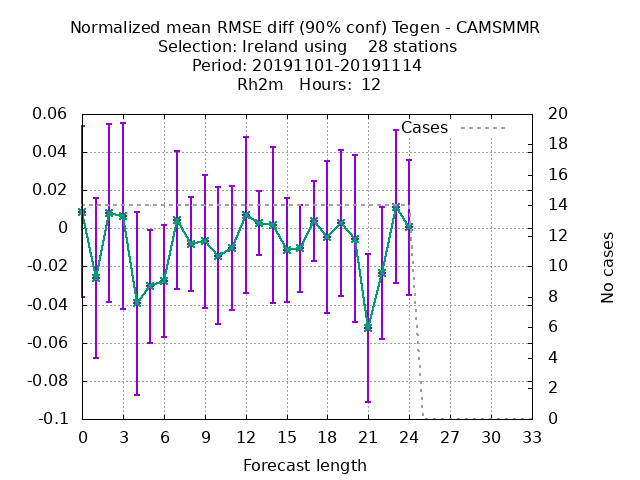 Normalized mean RMSE diff (90% conf) Tegen - CAMSMMR
Selection: Ireland using 28 stations
Period: 20191101-20191114
Rh2m Hours: 12
0.06 20
Cases
0.04 18
16
0.02 14
0 12
-0.02 10
-0.04 8
6
-0.06 4
-0.08 2
-0.1 0
No cases
0 3 6 9 12 15 18 21 24 27 30 33
Forecast length